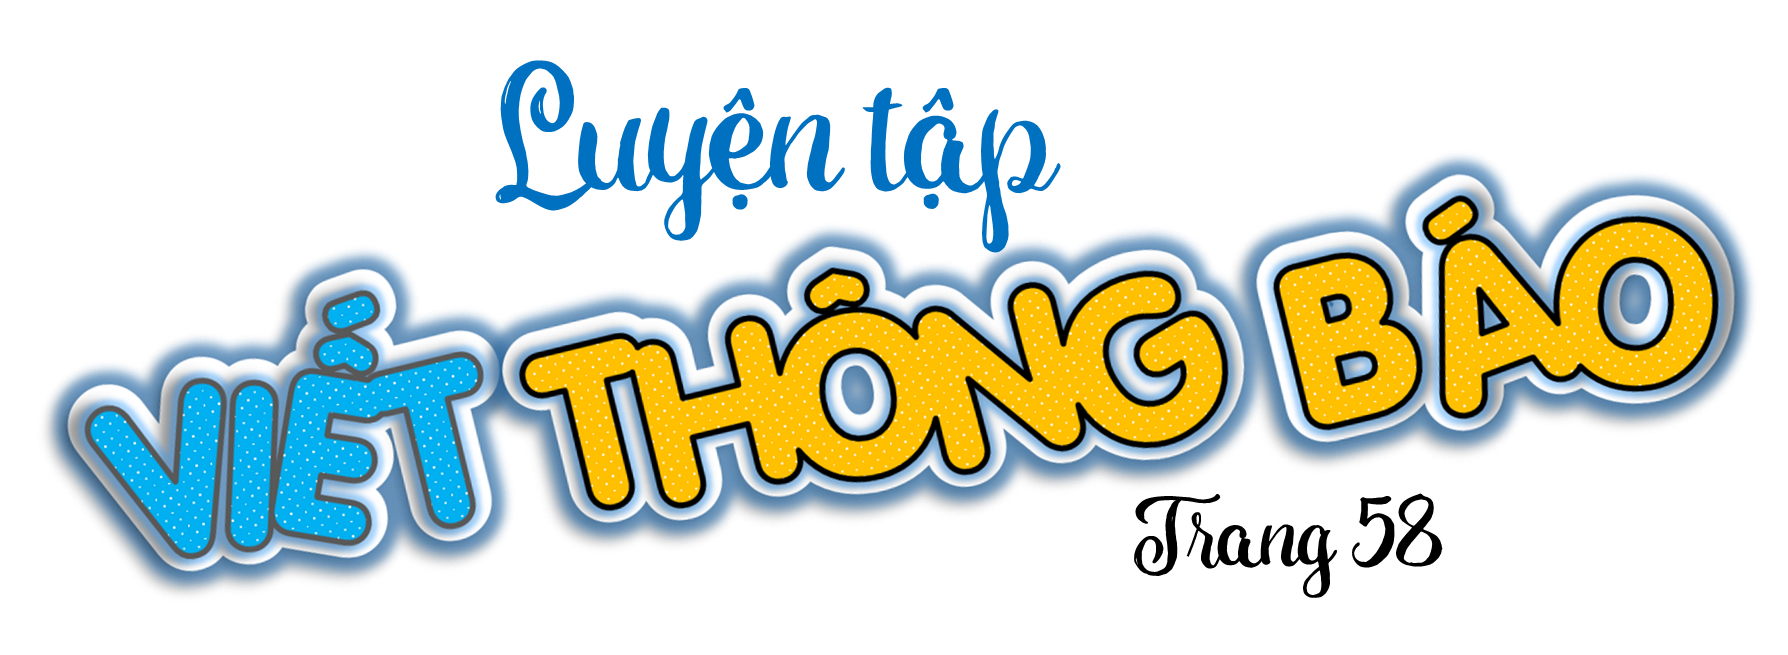 Luyện tập
VIẾT THÔNG BÁO
Trang 58